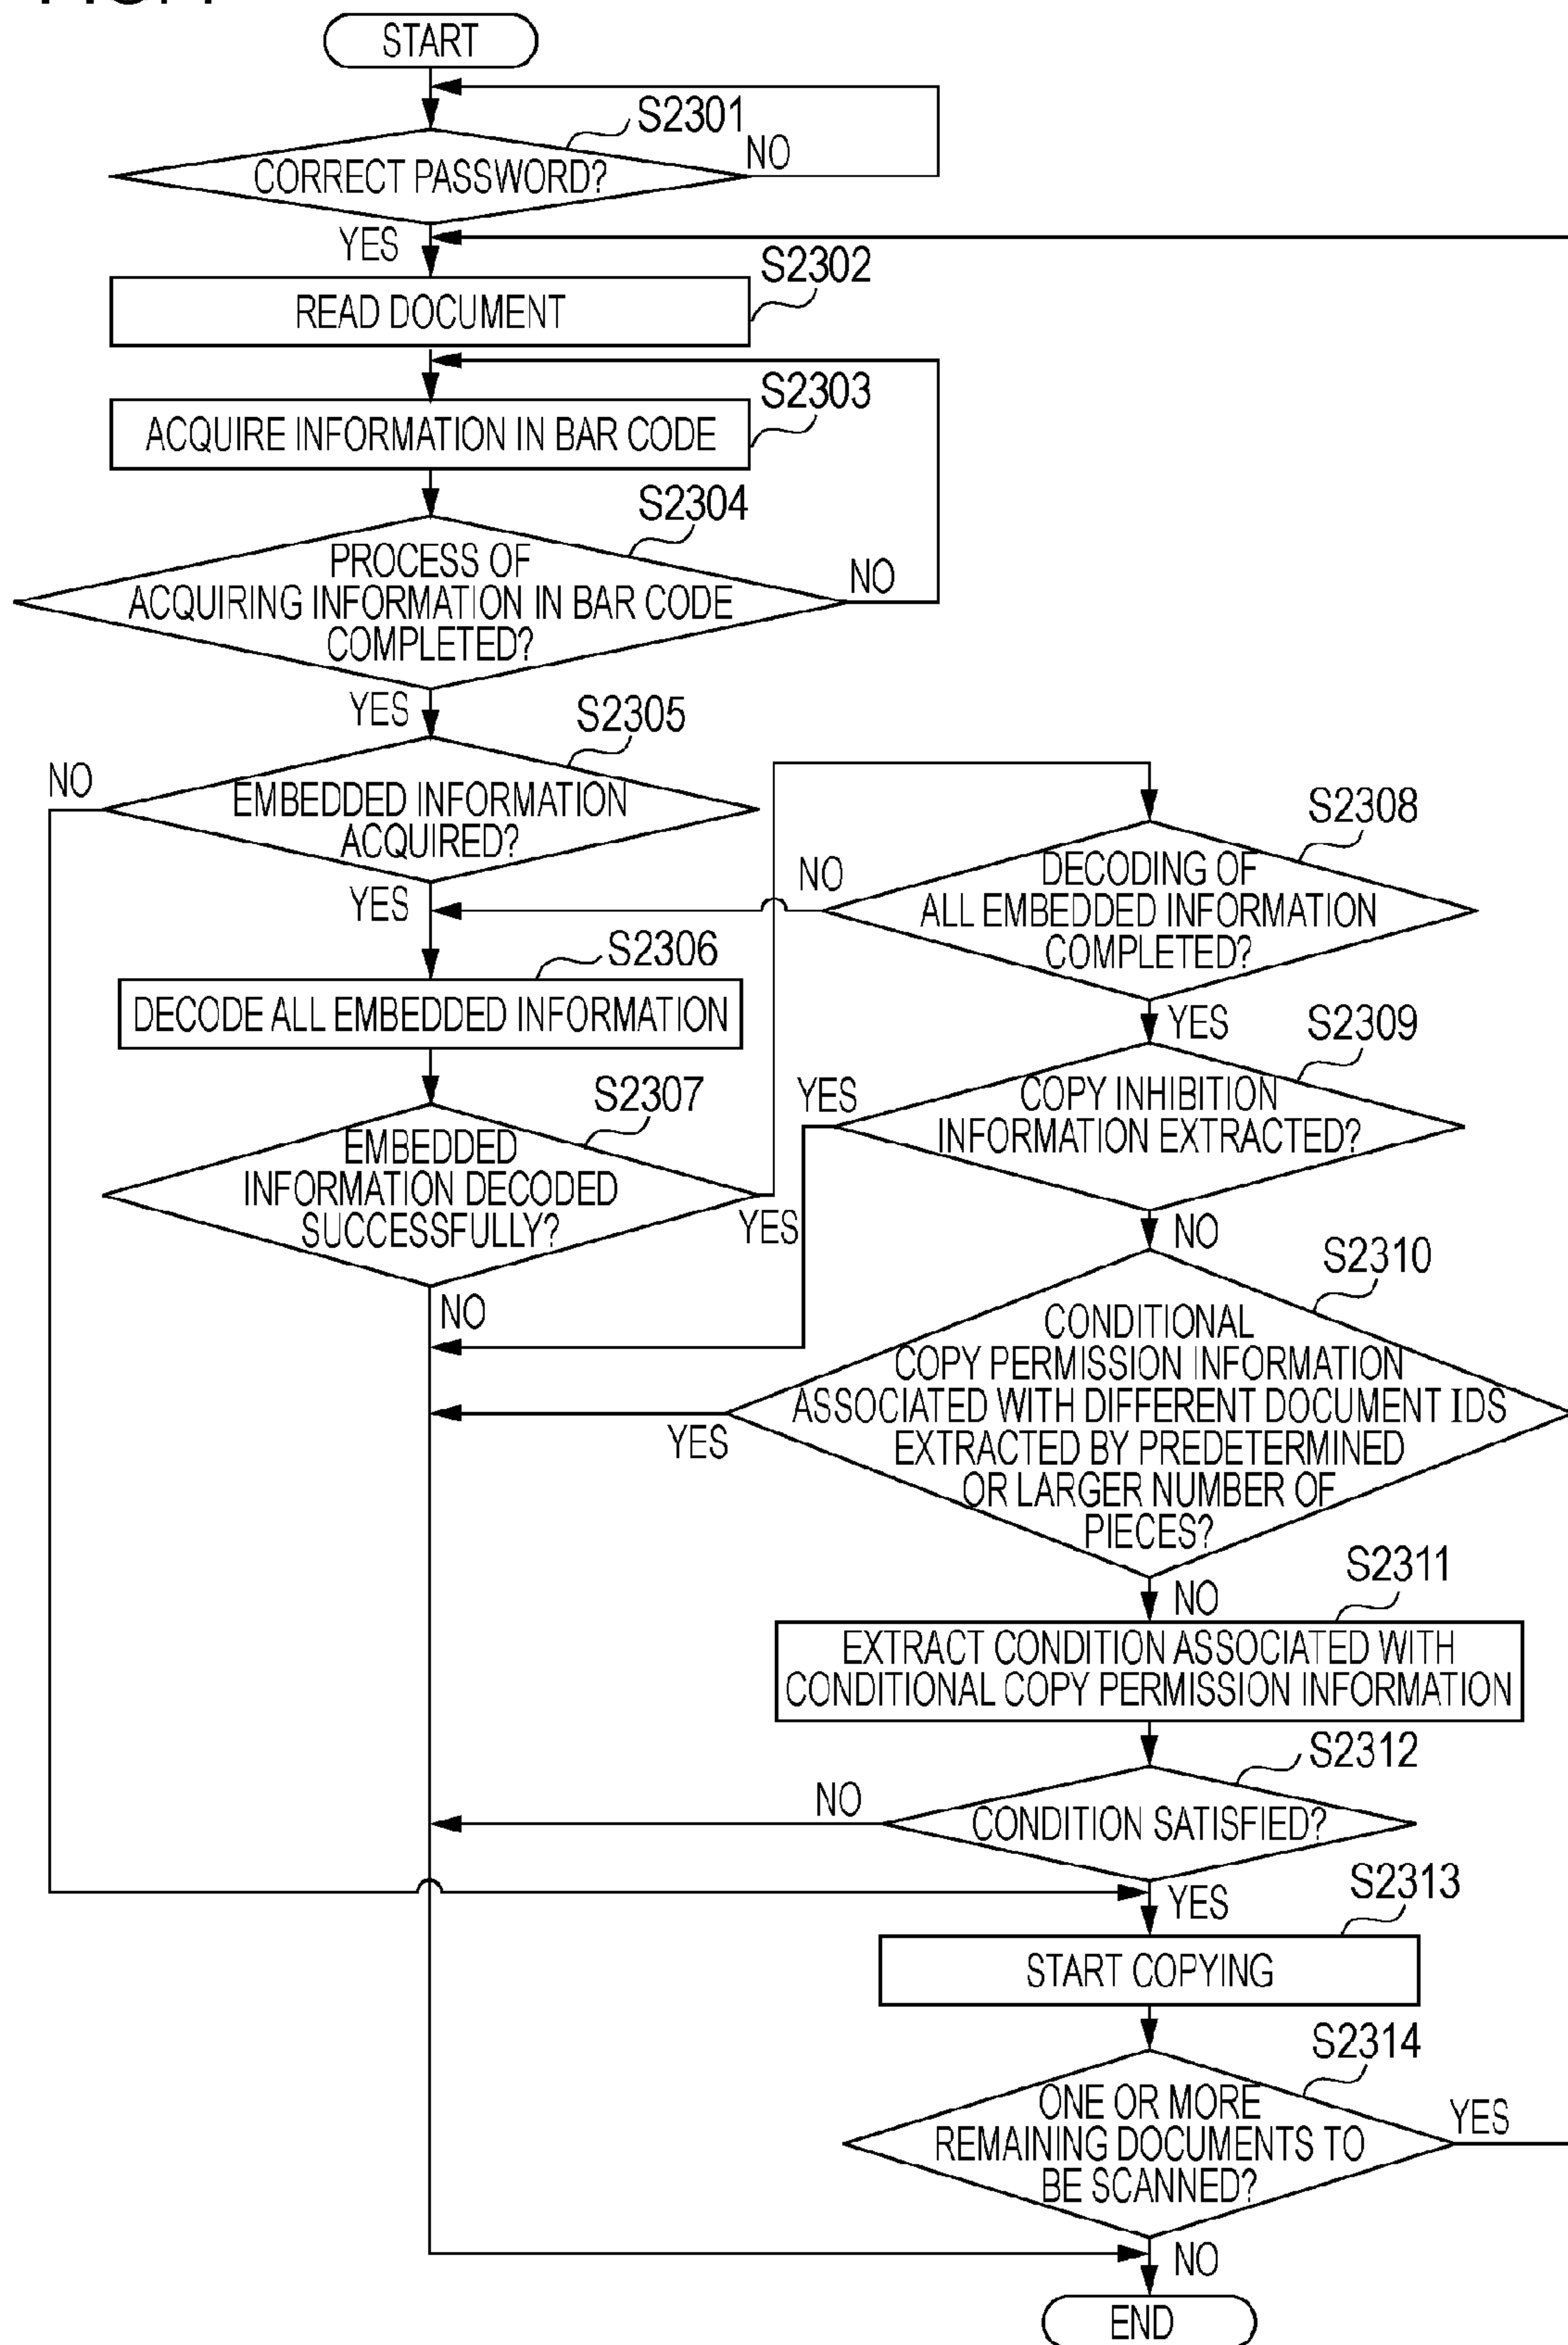 START
S2301
CORRECT PASSWORD?
NO
YES
S2302
READ DOCUMENT
S2303
ACQUIRE INFORMATION IN BAR CODE
S2304
PROCESS OF
ACQUIRING INFORMATION IN BAR CODE
COMPLETED?
NO
YES
S2305
NO
EMBEDDED INFORMATION
ACQUIRED?
YES
S2306
DECODE ALL EMBEDDED INFORMATION
S2307
EMBEDDED
INFORMATION DECODED
SUCCESSFULLY?
YES
NO
S2308
DECODING OF
ALL EMBEDDED INFORMATION
COMPLETED?
NO
YES
S2309
COPY INHIBITION
INFORMATION EXTRACTED?
YES
NO
S2310
CONDITIONAL
COPY PERMISSION INFORMATION
ASSOCIATED WITH DIFFERENT DOCUMENT IDS
EXTRACTED BY PREDETERMINED
OR LARGER NUMBER OF
PIECES?
YES
NO
S2311
EXTRACT CONDITION ASSOCIATED WITH
CONDITIONAL COPY PERMISSION INFORMATION
S2312
CONDITION SATISFIED?
NO
YES
S2313
START COPYING
S2314
ONE OR MORE
REMAINING DOCUMENTS TO
BE SCANNED?
YES
NO
END